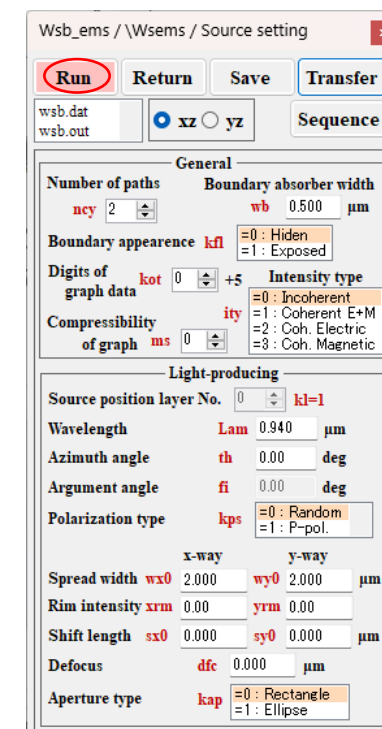 Wsb_ems / \Wsems / Source setting
Run Return Save Transfer
wsb.dat
wsb.out
xz yz Sequence
General
Number of paths Boundary absorber width
ncy 2 wb 0.500 μm
Boundary appearence kfl =0 : Hiden
=1 : Exposed
Digits of
graph data kot 0 +5 Intensity type
ity =0 : Incoherent
=1 : Coherent E+M
=2 : Coh. Electric
=3 : Coh. Magnetic
Compressibility
of graph ms 0
Light-producing
Source position layer No. 0 kl=1
Wavelength Lam 0.940 μm
Azimuth angle th 0.00 deg
Argument angle fi 0.00 deg
Polarization type kps =0 : Random
=1 : P-pol.
x-way y-way
Spread width wx0 2.000 wy0 2.000 μm
Rim intensity xrm 0.00 yrm 0.00
Shift length sx0 0.000 sy0 0.000 μm
Defocus dfc 0.000 μm
Aperture type kap =0 : Rectangle
=1 : Ellipse